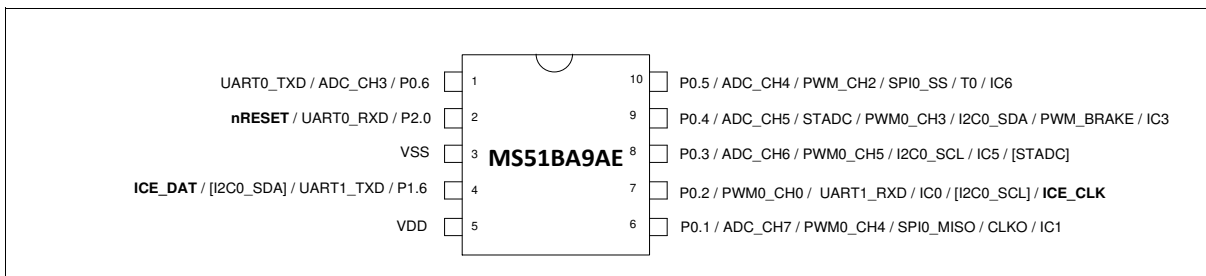 UART0_TXD / ADC_CH3 / P0.6
1
10
P0.5 / ADC_CH4 / PWM_CH2 / SPI0_SS / T0 / IC6
nRESET / UART0_RXD / P2.0
2
9
P0.4 / ADC_CH5 / STADC / PWM0_CH3 / I2C0_SDA / PWM_BRAKE / IC3
VSS
3
MS51BA9AE
8
P0.3 / ADC_CH6 / PWM0_CH5 / I2C0_SCL / IC5 / [STADC]
ICE_DAT / [I2C0_SDA] / UART1_TXD / P1.6
4
7
P0.2 / PWM0_CH0 / UART1_RXD / IC0 / [I2C0_SCL] / ICE_CLK
VDD
5
6
P0.1 / ADC_CH7 / PWM0_CH4 / SPI0_MISO / CLKO / IC1